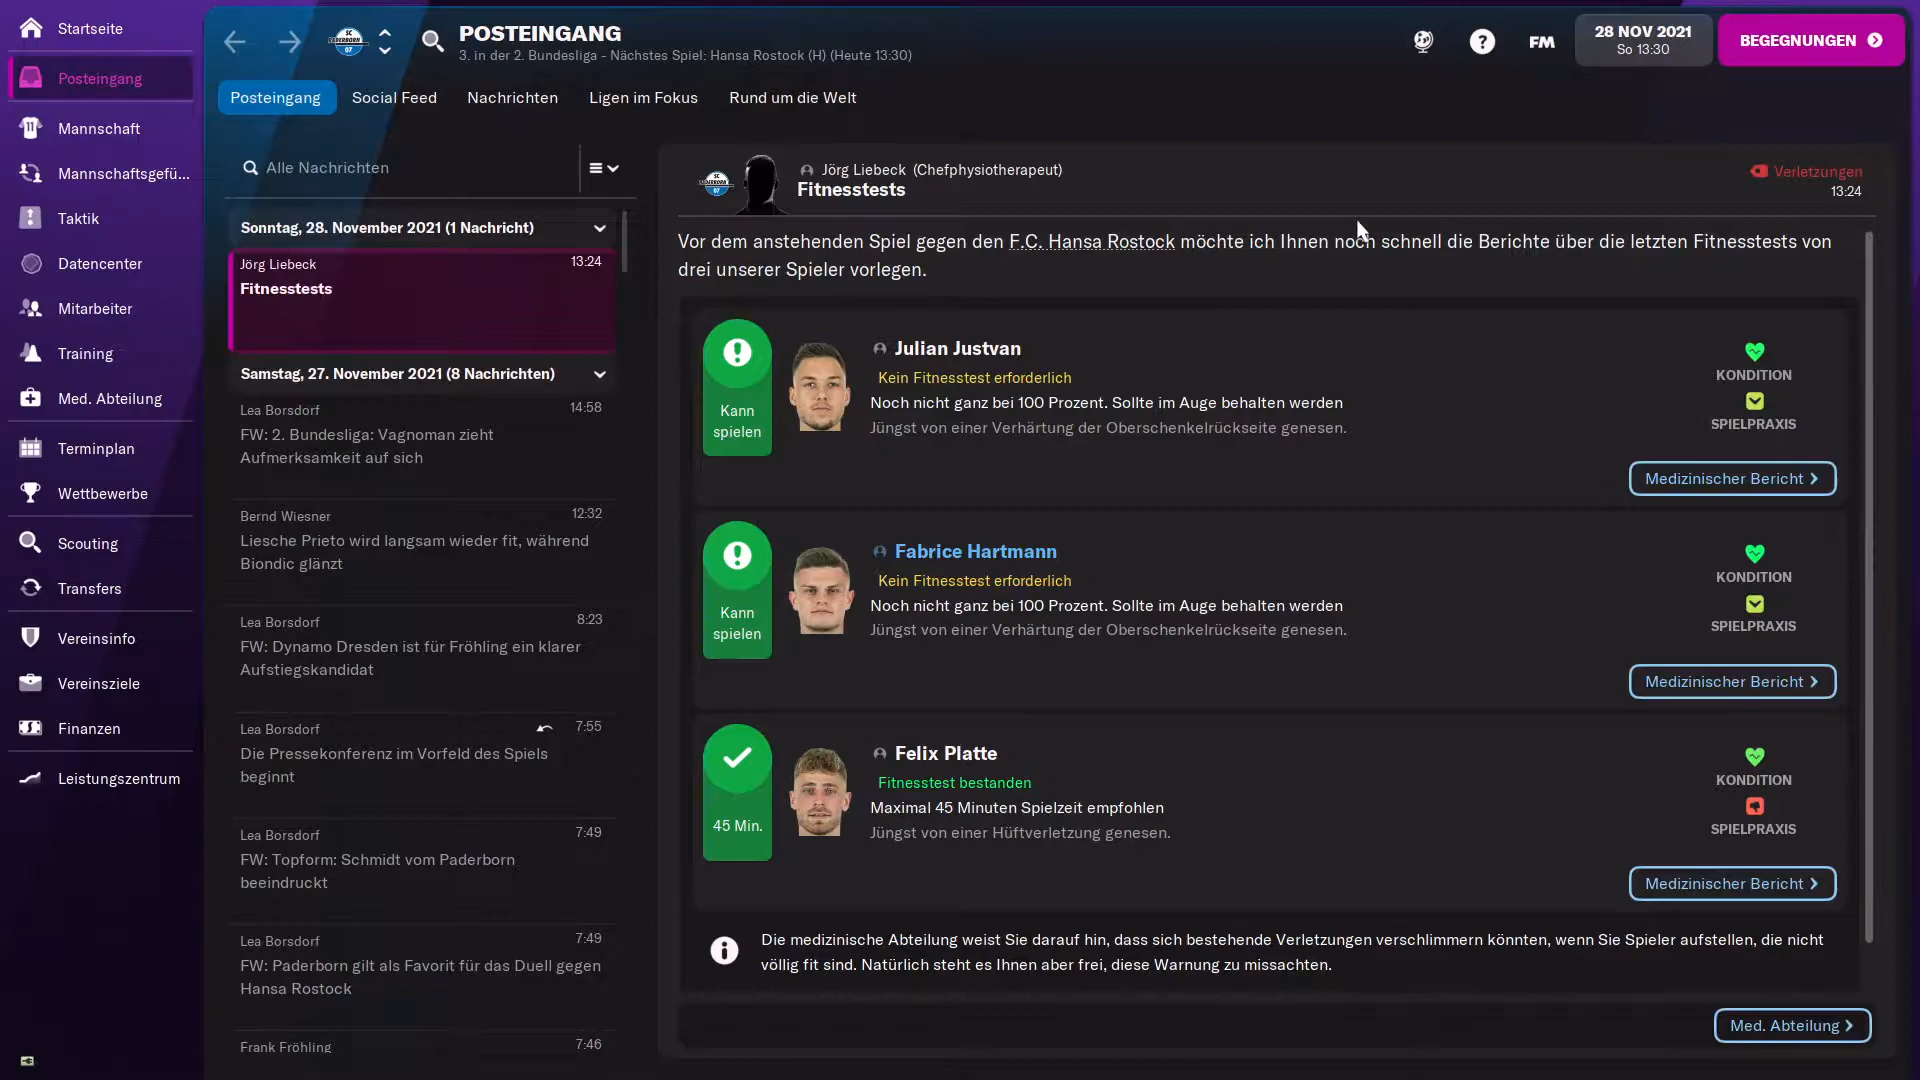 Startseite
Posteingang
Mannschaft
Mannschaftsgefü...
Taktik
Datencenter
Mitarbeiter
Training
Med. Abteilung
Terminplan
Wettbewerbe
Scouting
Transfers
Vereinsinfo
Vereinsziele
Finanzen
Leistungszentrum
POSTEINGANG
3. in der 2. Bundesliga - Nächstes Spiel: Hansa Rostock (H) (Heute 13:30)
FM
28 NOV 2021
So 13:30
BEGEGNUNGEN
Posteingang
Social Feed
Nachrichten
Ligen im Fokus
Rund um die Welt
Alle Nachrichten
Sonntag, 28. November 2021 (1 Nachricht)
Jörg Liebeck 13:24
Fitnesstests
Samstag, 27. November 2021 (8 Nachrichten)
Lea Borsdorf 14:58
FW: 2. Bundesliga: Vagnoman zieht
Aufmerksamkeit auf sich
Bernd Wiesner 12:32
Liesche Prieto wird langsam wieder fit, während
Biondic glänzt
Lea Borsdorf 8:23
FW: Dynamo Dresden ist für Fröhling ein klarer
Aufstiegskandidat
Lea Borsdorf 7:55
Die Pressekonferenz im Vorfeld des Spiels
beginnt
Lea Borsdorf 7:49
FW: Topform: Schmidt vom Paderborn
beeindruckt
Lea Borsdorf 7:49
FW: Paderborn gilt als Favorit für das Duell gegen
Hansa Rostock
Frank Fröhling 7:46
Jörg Liebeck (Chefphysiotherapeut)
Fitnesstests
Verletzungen
13:24
Vor dem anstehenden Spiel gegen den F.C. Hansa Rostock möchte ich Ihnen noch schnell die Berichte über die letzten Fitnesstests von
drei unserer Spieler vorlegen.
Kann
spielen
Julian Justvan
Kein Fitnesstest erforderlich
Noch nicht ganz bei 100 Prozent. Sollte im Auge behalten werden
Jüngst von einer Verhärtung der Oberschenkelrückseite genesen.
KONDITION
SPIELPRAXIS
Medizinischer Bericht
Kann
spielen
Fabrice Hartmann
Kein Fitnesstest erforderlich
Noch nicht ganz bei 100 Prozent. Sollte im Auge behalten werden
Jüngst von einer Verhärtung der Oberschenkelrückseite genesen.
KONDITION
SPIELPRAXIS
Medizinischer Bericht
45 Min.
Felix Platte
Fitnesstest bestanden
Maximal 45 Minuten Spielzeit empfohlen
Jüngst von einer Hüftverletzung genesen.
KONDITION
SPIELPRAXIS
Medizinischer Bericht
Die medizinische Abteilung weist Sie darauf hin, dass sich bestehende Verletzungen verschlimmern könnten, wenn Sie Spieler aufstellen, die nicht
völlig fit sind. Natürlich steht es Ihnen aber frei, diese Warnung zu missachten.
Med. Abteilung